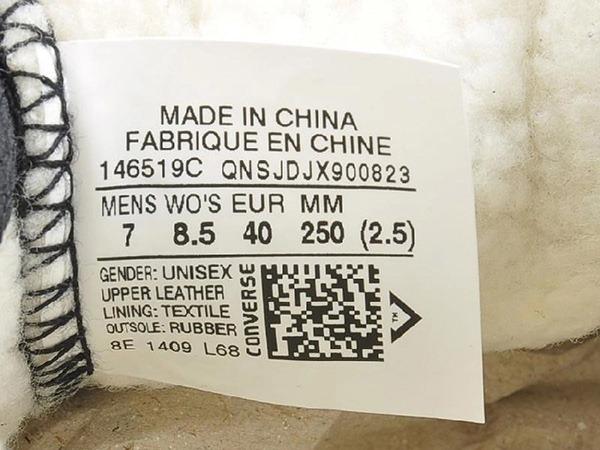 MADE IN CHINA
FABRIQUE EN CHINE
146519C QNSJDJX900823
MENS WO'S EUR MM
7 8.5 40 250 (2.5)
GENDER: UNISEX
UPPER LEATHER
LINING: TEXTILE
OUTSOLE: RUBBER
8E 1409 L68
CONVERSE
TM